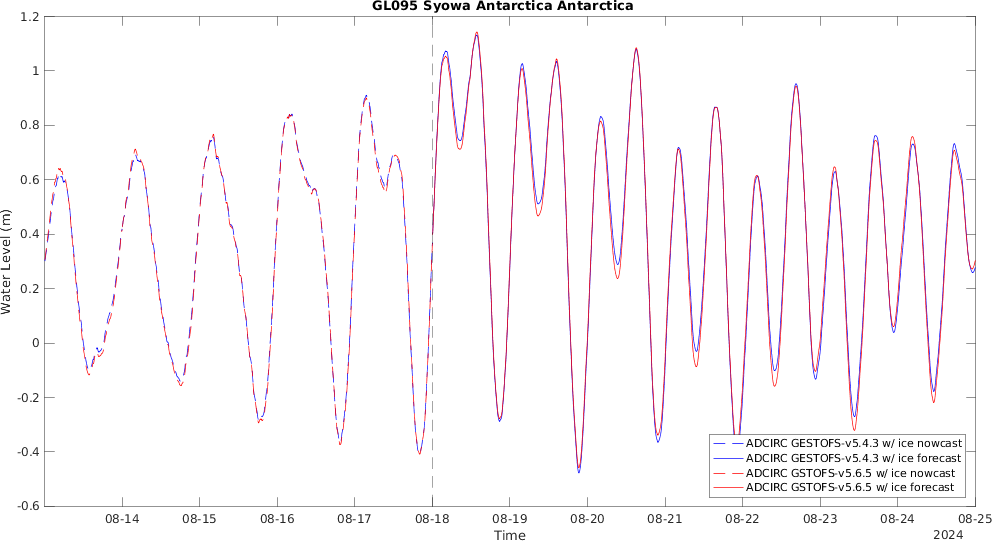 GL095 Syowa Antarctica Antarctica
1.2
1
0.8
0.6
0.4
0.2
0
-0.2
-0.4
-0.6
Water Level (m)
ADCIRC GESTOFS-v5.4.3 w/ ice nowcast
ADCIRC GESTOFS-v5.4.3 w/ ice forecast
ADCIRC GSTOFS-v5.6.5 w/ ice nowcast
ADCIRC GSTOFS-v5.6.5 w/ ice forecast
08-14 08-15 08-16 08-17 08-18 08-19 08-20 08-21 08-22 08-23 08-24 08-25
Time
2024